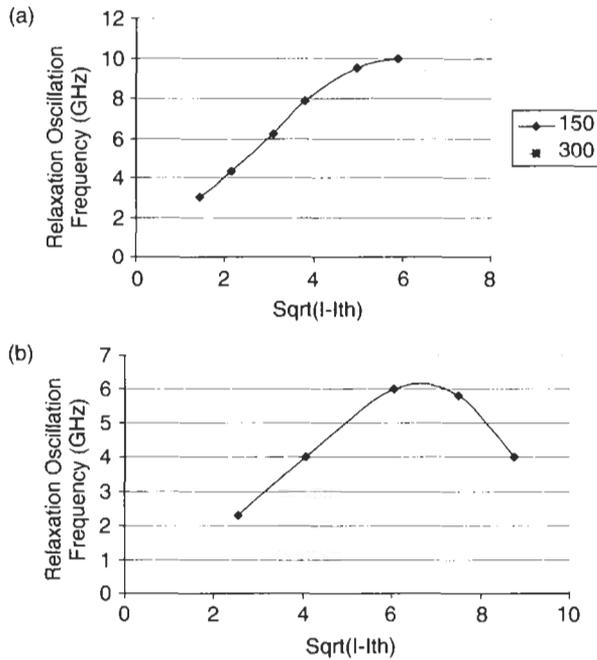 (a)
12
10
8
6
4
2
0
Relaxation Oscillation
Frequency (GHz)
0 2 4 6 8
Sqrt(I-Ith)
150
300
(b)
7
6
5
4
3
2
1
0
Relaxation Oscillation
Frequency (GHz)
0 2 4 6 8 10
Sqrt(I-Ith)